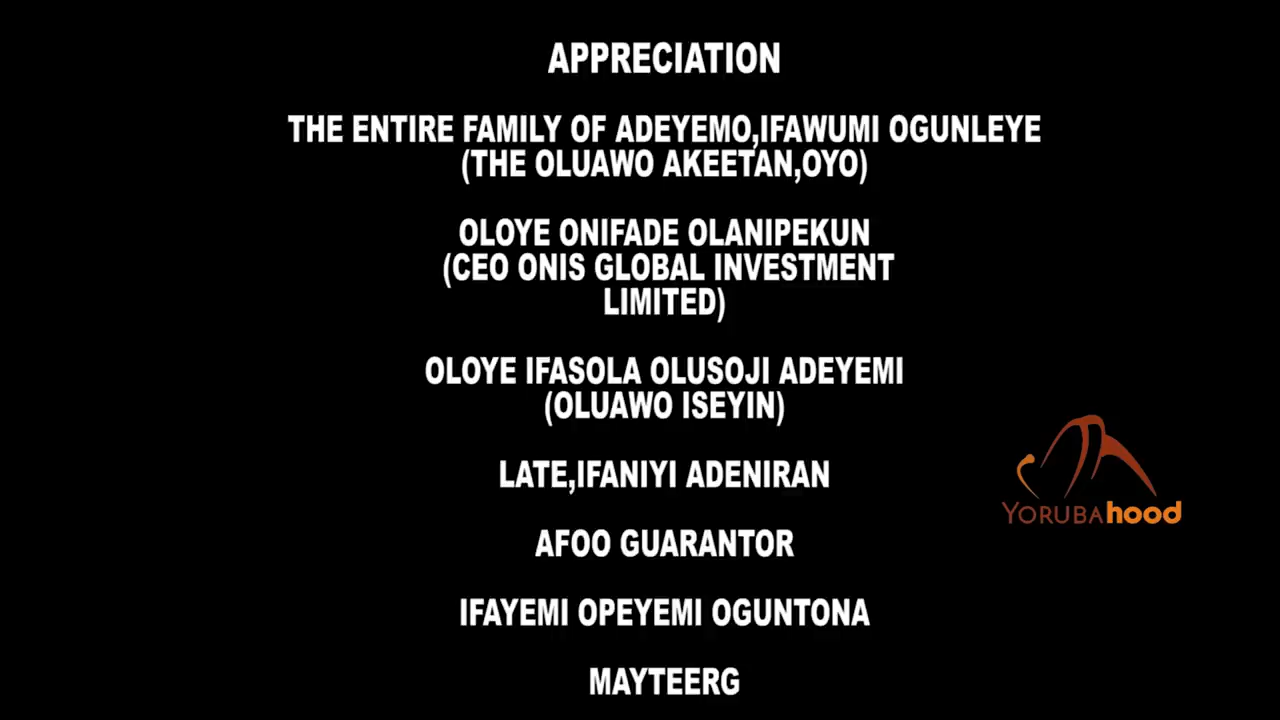 APPRECIATION
THE ENTIRE FAMILY OF ADEYEMO,IFAWUMI OGUNLEYE
(THE OLUAWO AKEETAN,OYO)
OLOYE ONIFADE OLANIPEKUN
(CEO ONIS GLOBAL INVESTMENT
LIMITED)
OLOYE IFASOLA OLUSOJI ADEYEMI
(OLUAWO ISEYIN)
LATE,IFANIYI ADENIRAN
YORUBAhood
AFOO GUARANTOR
IFAYEMI OPEYEMI OGUNTONA
MAYTEERG